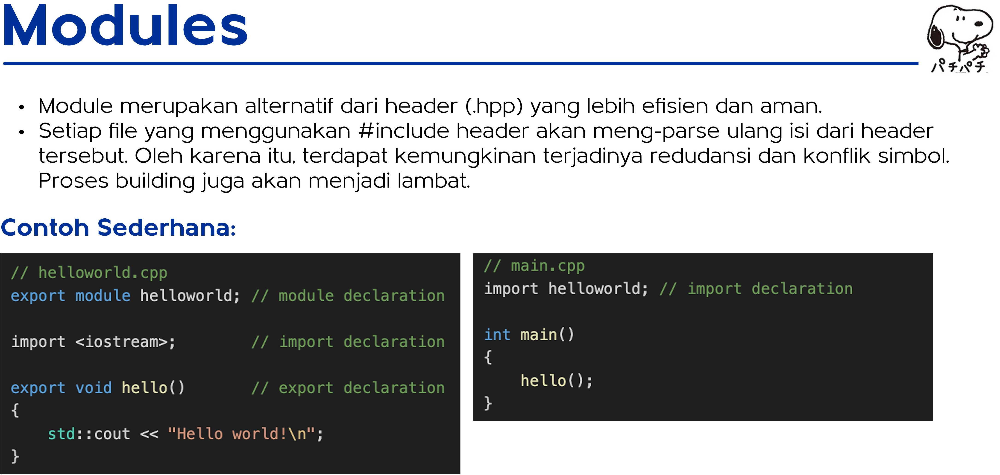 Modules
パチパチ
• Module merupakan alternatif dari header (.hpp) yang lebih efisien dan aman.
• Setiap file yang menggunakan #include header akan meng-parse ulang isi dari header
tersebut. Oleh karena itu, terdapat kemungkinan terjadinya redudansi dan konflik simbol.
Proses building juga akan menjadi lambat.
Contoh Sederhana:
// helloworld.cpp
export module helloworld; // module declaration
import <iostream>;        // import declaration
export void hello()       // export declaration
{
    std::cout << "Hello world!\n";
}
// main.cpp
import helloworld; // import declaration
int main()
{
    hello();
}